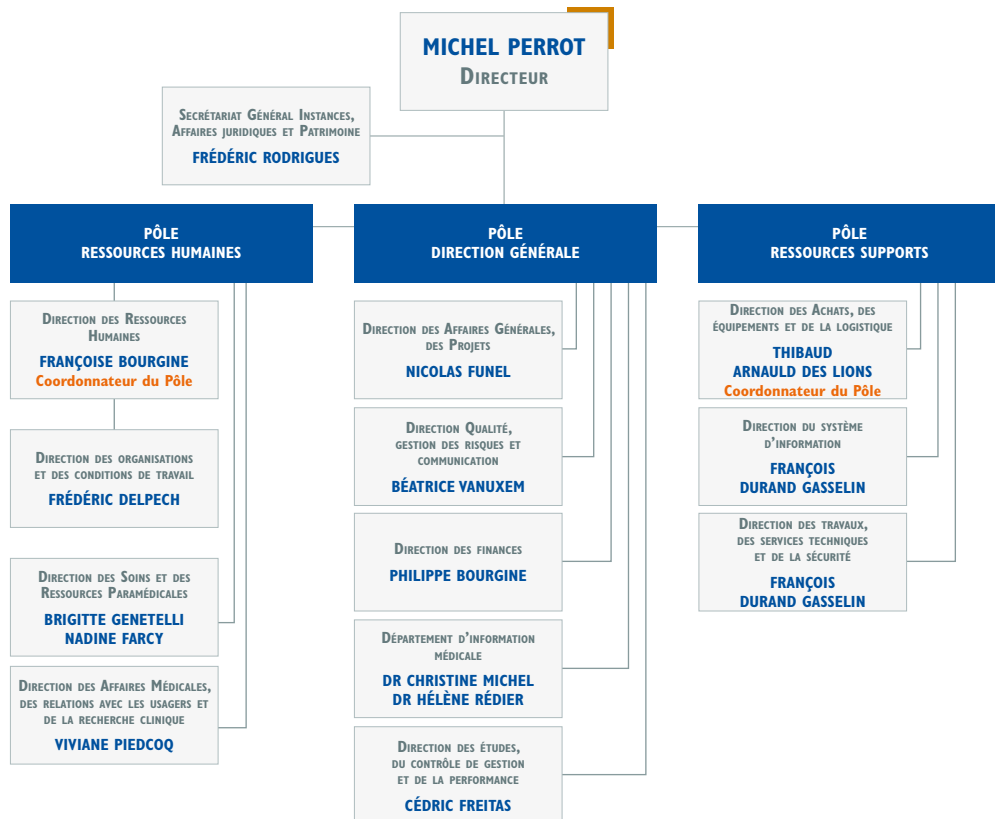 MICHEL PERROT
Directeur
Secrétariat Général Instances,
Affaires juridiques et Patrimoine
FRÉDÉRIC RODRIGUES
PÔLE
RESSOURCES HUMAINES
Direction des Ressources
Humaines
FRANÇOISE BOURGINE
Coordonnateur du Pôle
Direction des organisations
et des conditions de travail
FRÉDÉRIC DELPECH
Direction des Soins et des
Ressources Paramédicales
BRIGITTE GENETELLI
NADINE FARCY
Direction des Affaires Médicales,
des relations avec les usagers et
de la recherche clinique
VIVIANE PIEDCOQ
PÔLE
DIRECTION GÉNÉRALE
Direction des Affaires Générales,
des Projets
NICOLAS FUNEL
Direction Qualité,
gestion des risques et
communication
BÉATRICE VANUXEM
Direction des finances
PHILIPPE BOURGINE
Département d'information
médicale
DR CHRISTINE MICHEL
DR HÉLÈNE RÉDIER
Direction des études,
du contrôle de gestion
et de la performance
CÉDRIC FREITAS
PÔLE
RESSOURCES SUPPORTS
Direction des Achats, des
équipements et de la logistique
THIBAUD
ARNAULD DES LIONS
Coordonnateur du Pôle
Direction du système
d'information
FRANÇOIS
DURAND GASSELIN
Direction des travaux,
des services techniques
et de la sécurité
FRANÇOIS
DURAND GASSELIN